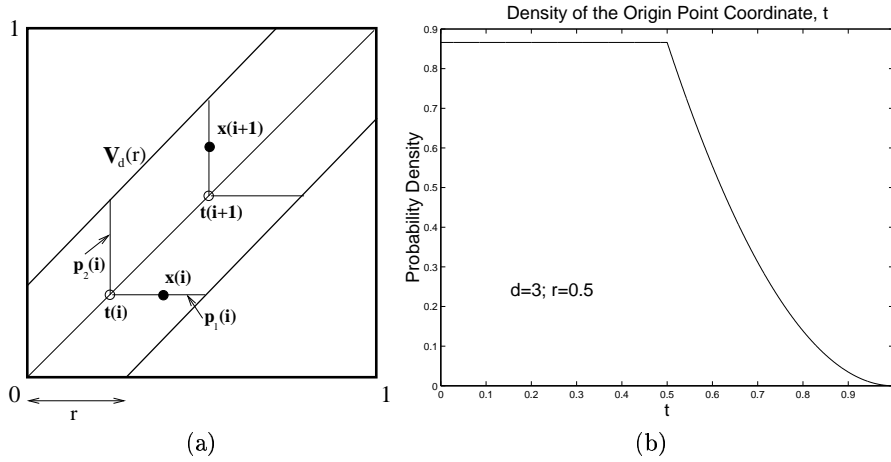 1
V_d(r)
x(i+1)
t(i+1)
p_2(i)
x(i)
t(i)
p_1(i)
0
1
r
(a)
Density of the Origin Point Coordinate, t
0.9
0.8
0.7
0.6
0.5
0.4
0.3
0.2
0.1
0
Probability Density
d=3; r=0.5
0 0.1 0.2 0.3 0.4 0.5 0.6 0.7 0.8 0.9
t
(b)